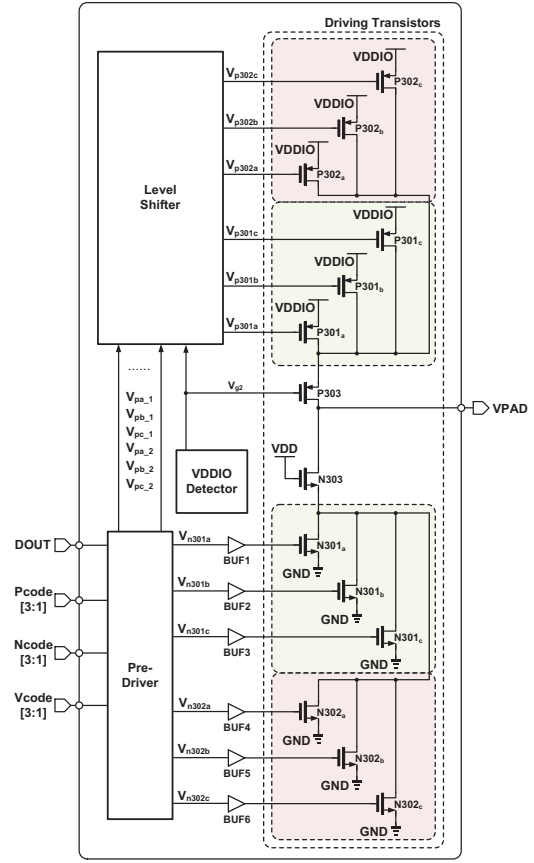 Driving Transistors
VDDIO
Vp302c
P302c
VDDIO
Vp302b
P302b
VDDIO
Vp302a
P302a
Level
Shifter
VDDIO
Vp301c
P301c
VDDIO
Vp301b
P301b
VDDIO
Vp301a
P301a
......
Vpa_1
Vpb_1
Vpc_1
Vpa_2
Vpb_2
Vpc_2
Vg2
P303
VPAD
VDDIO
Detector
VDD
N303
DOUT
Pcode
[3:1]
Ncode
[3:1]
Vcode
[3:1]
Pre-
Driver
Vn301a
BUF1
N301a
GND
Vn301b
BUF2
N301b
GND
Vn301c
BUF3
N301c
GND
Vn302a
BUF4
N302a
GND
Vn302b
BUF5
N302b
GND
Vn302c
BUF6
N302c
GND